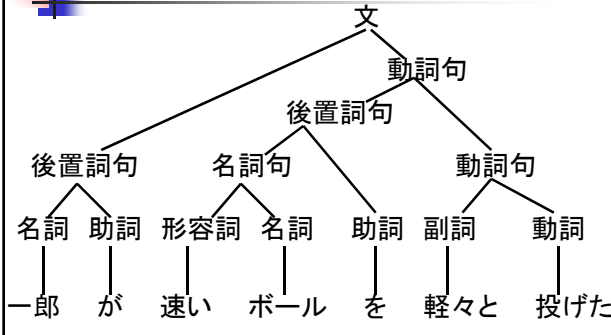 文
動詞句
後置詞句
後置詞句 名詞句 動詞句
名詞 助詞 形容詞 名詞 助詞 副詞 動詞
一郎 が 速い ボール を 軽々と 投げた